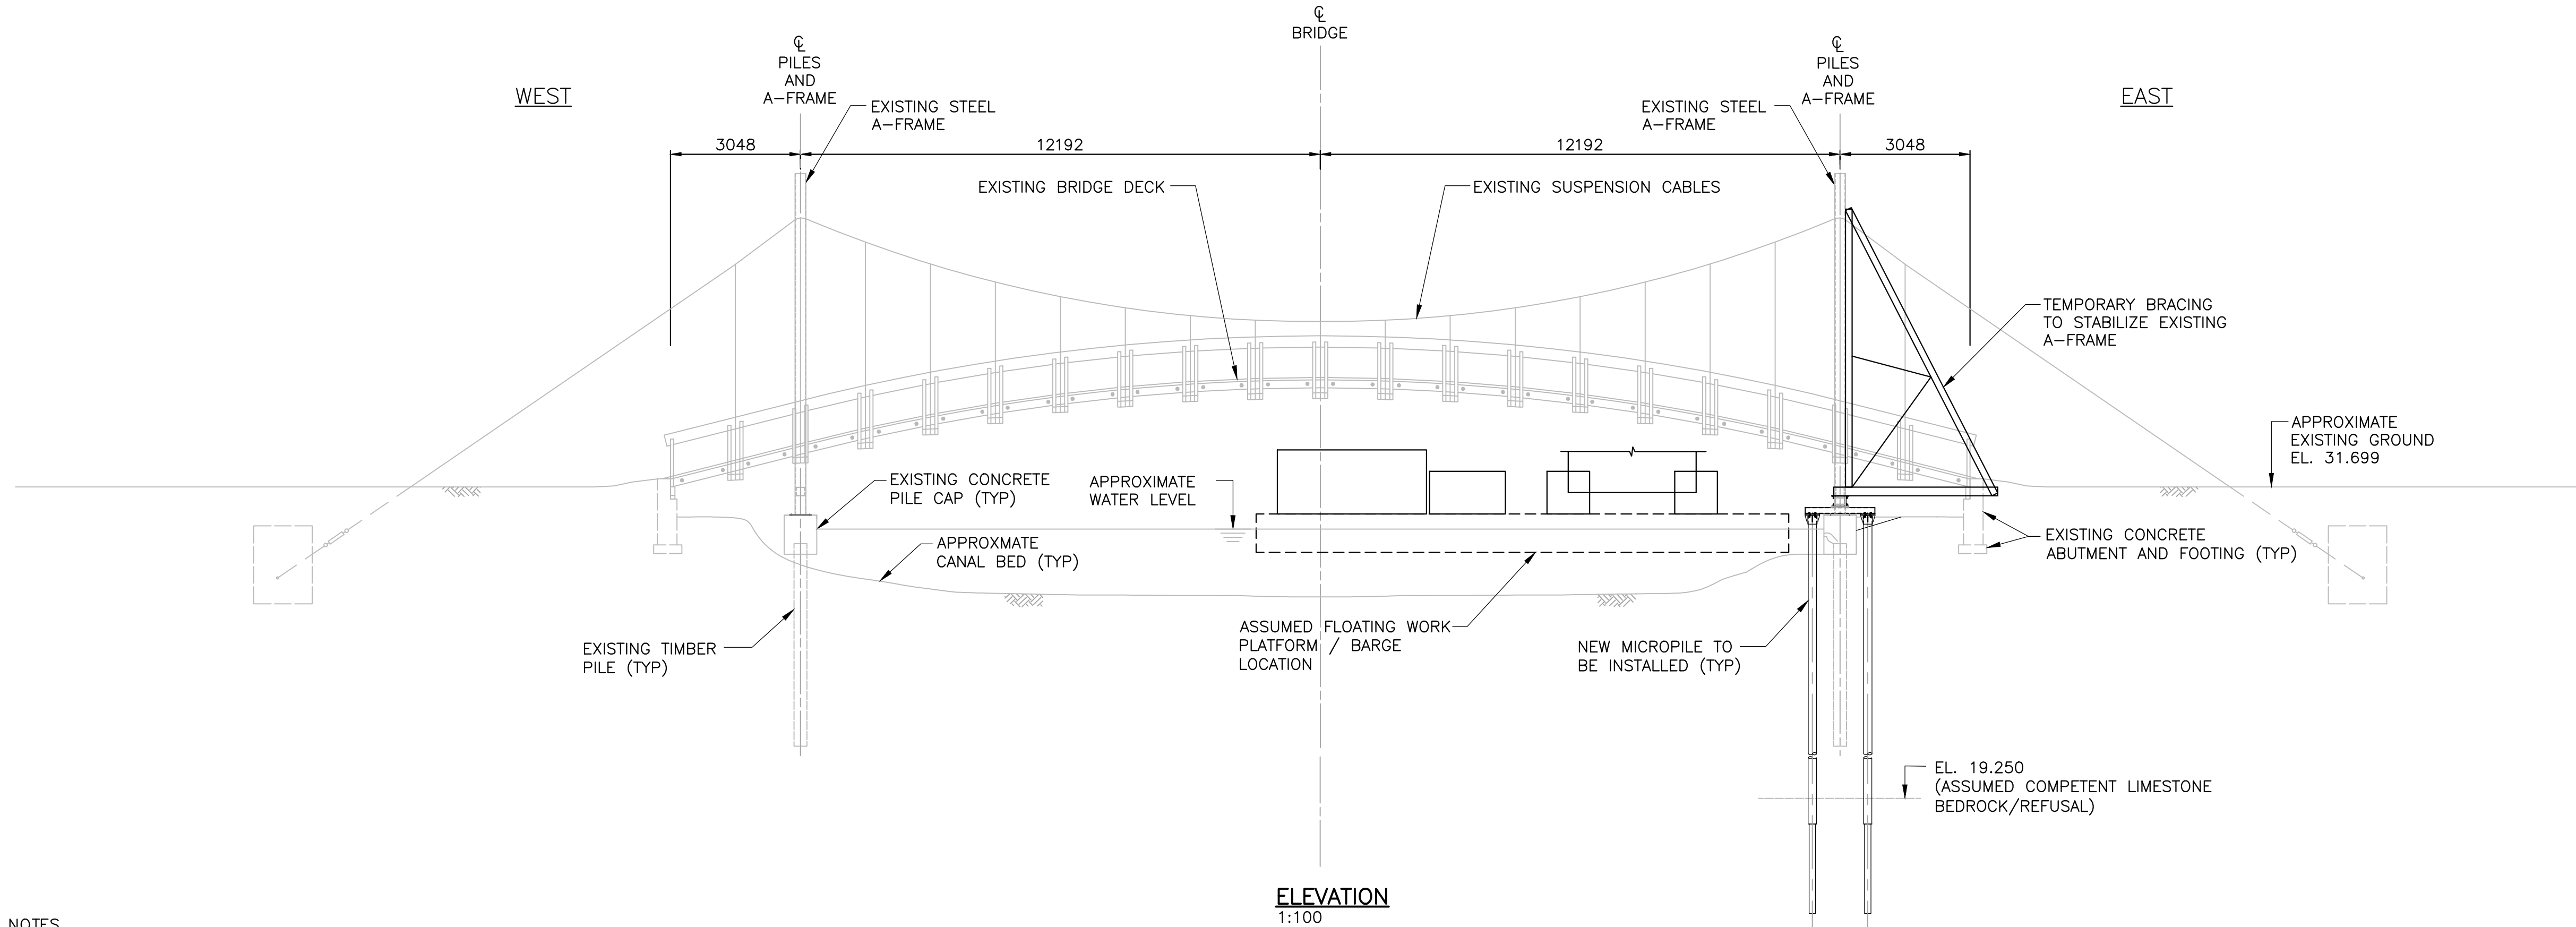 ℄
BRIDGE
℄
PILES
AND
A-FRAME
℄
PILES
AND
A-FRAME
WEST
EAST
EXISTING STEEL
A-FRAME
EXISTING STEEL
A-FRAME
3048
12192
12192
3048
EXISTING BRIDGE DECK
EXISTING SUSPENSION CABLES
TEMPORARY BRACING
TO STABILIZE EXISTING
A-FRAME
APPROXIMATE
EXISTING GROUND
EL. 31.699
EXISTING CONCRETE
PILE CAP (TYP)
APPROXIMATE
WATER LEVEL
APPROXMATE
CANAL BED (TYP)
EXISTING CONCRETE
ABUTMENT AND FOOTING (TYP)
EXISTING TIMBER
PILE (TYP)
ASSUMED FLOATING WORK
PLATFORM / BARGE
LOCATION
NEW MICROPILE TO
BE INSTALLED (TYP)
EL. 19.250
(ASSUMED COMPETENT LIMESTONE
BEDROCK/REFUSAL)
ELEVATION
1:100
NOTES